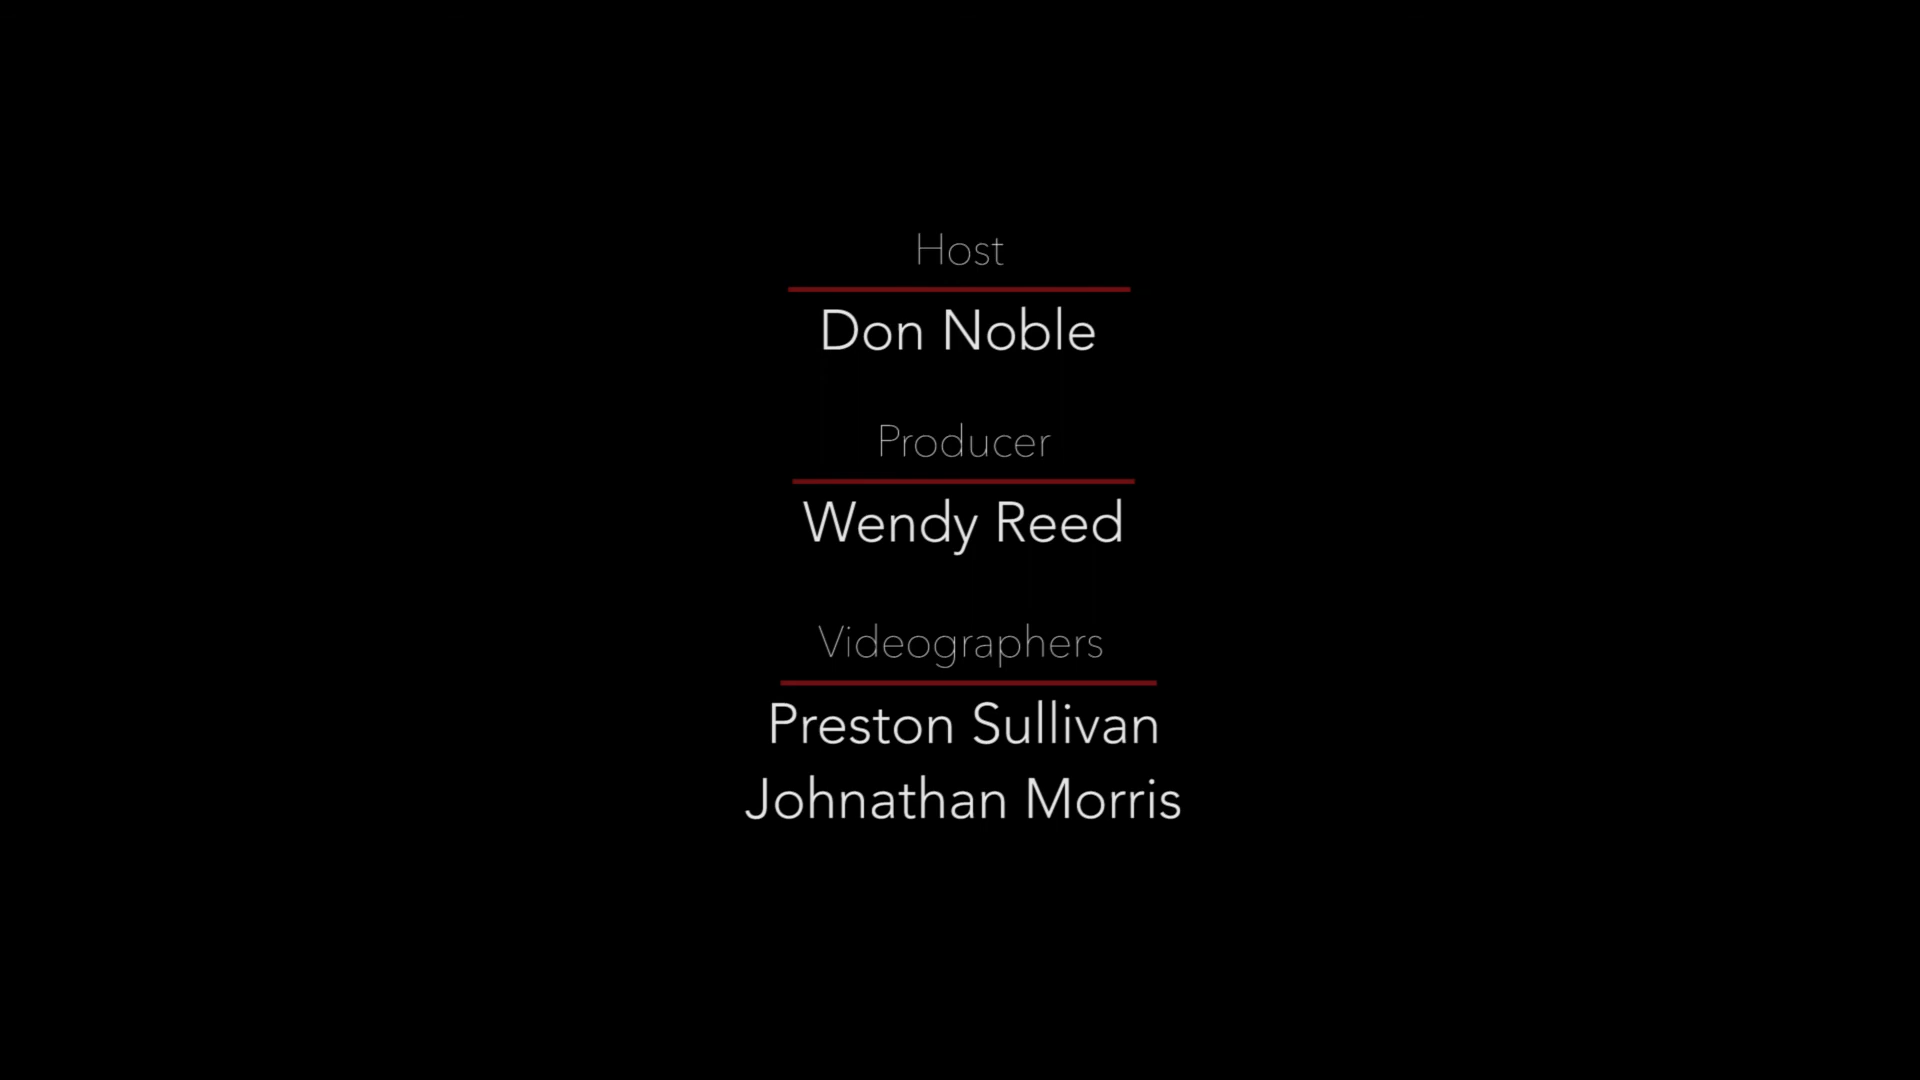 Host
Don Noble
Producer
Wendy Reed
Videographers
Preston Sullivan
Johnathan Morris